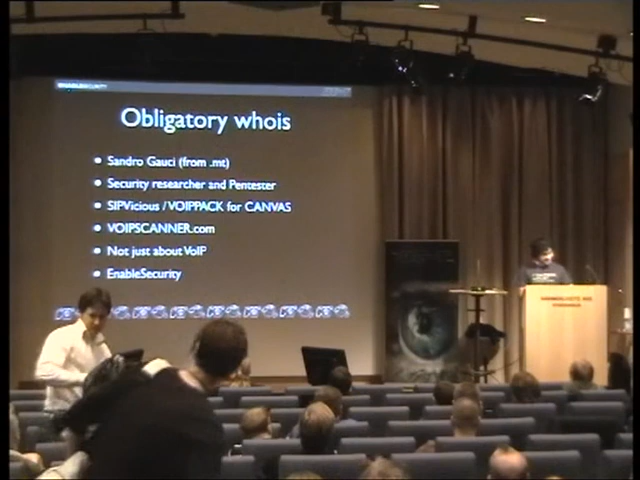 ENABLESECURITY
Obligatory whois
• Sandro Gauci (from .mt)
• Security researcher and Pentester
• SIPVicious / VOIPPACK for CANVAS
• VOIPSCANNER.com
• Not just about VoIP
• EnableSecurity